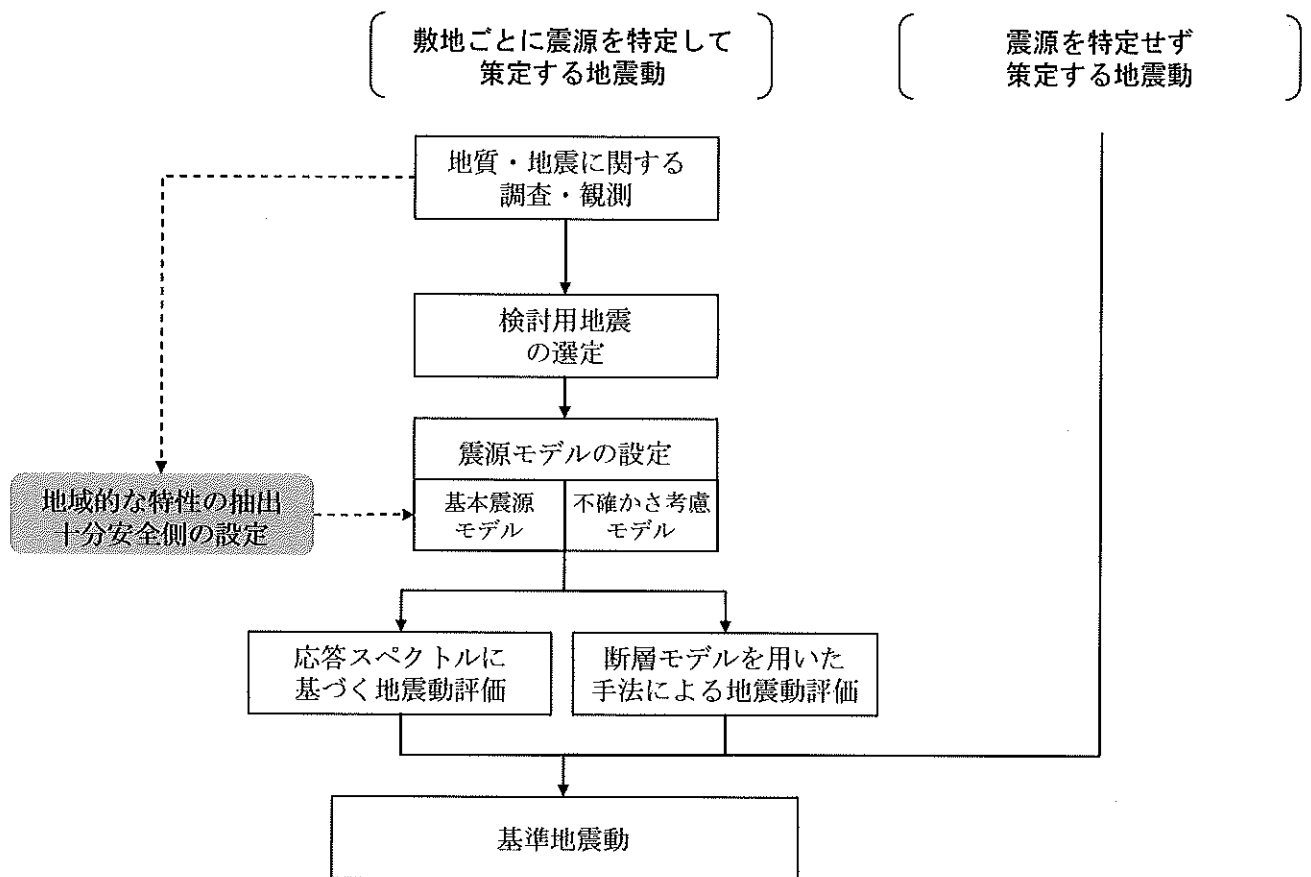 敷地ごとに震源を特定して
策定する地震動
震源を特定せず
策定する地震動
地質・地震に関する
調査・観測
検討用地震
の選定
震源モデルの設定
地域的な特性の抽出
十分安全側の設定
基本震源
モデル
不確かさ考慮
モデル
応答スペクトルに
基づく地震動評価
断層モデルを用いた
手法による地震動評価
基準地震動